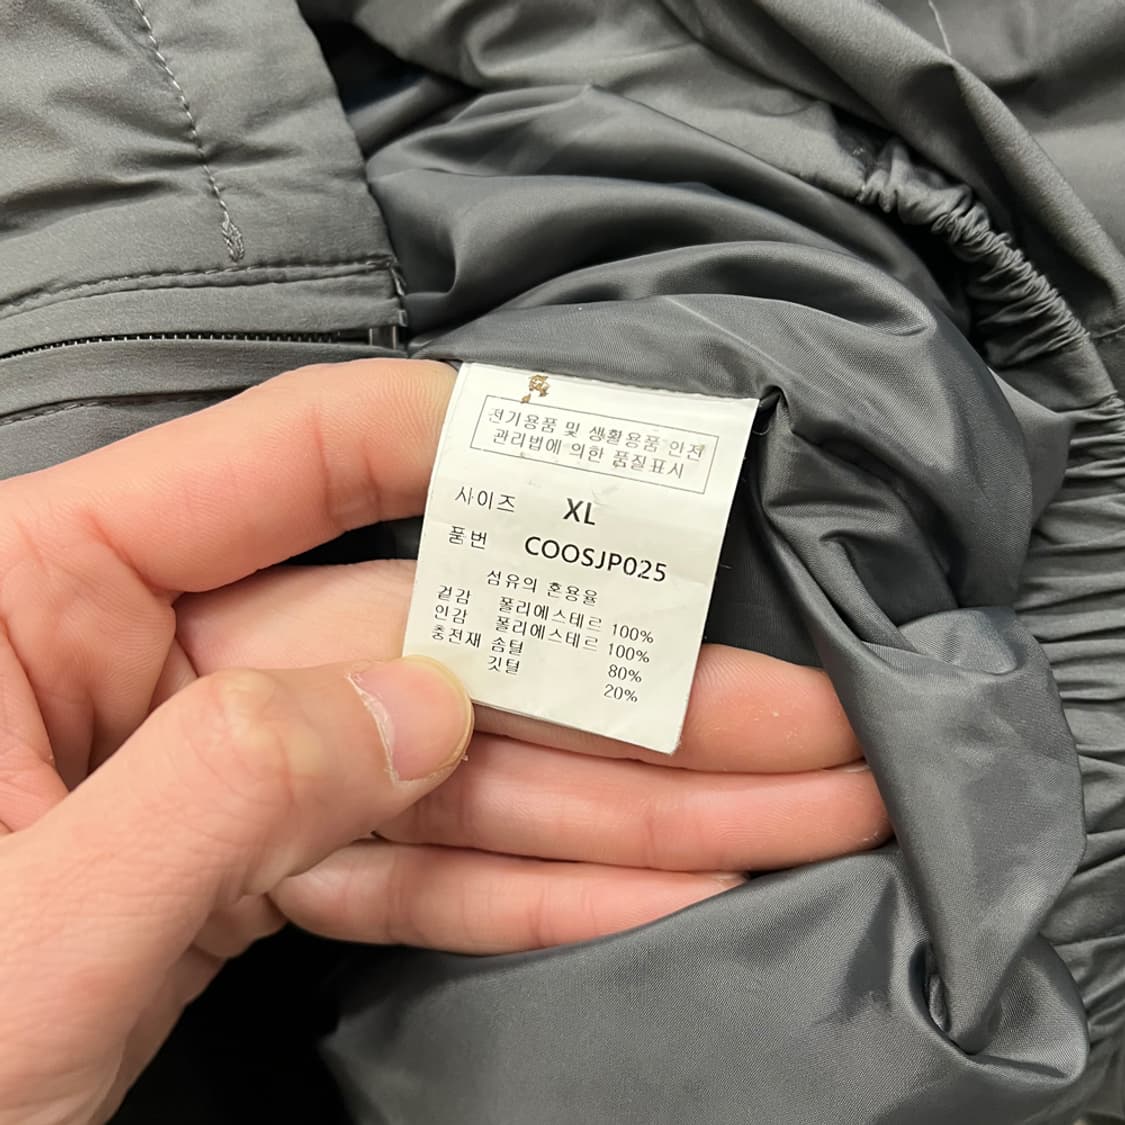 전기용품 및 생활용품 안전
관리법에 의한 품질표시
사이즈 XL
품번 COOSJP025
섬유의 혼용율
겉감 폴리에스테르 100%
안감 폴리에스테르 100%
충전재 솜털 80%
깃털 20%